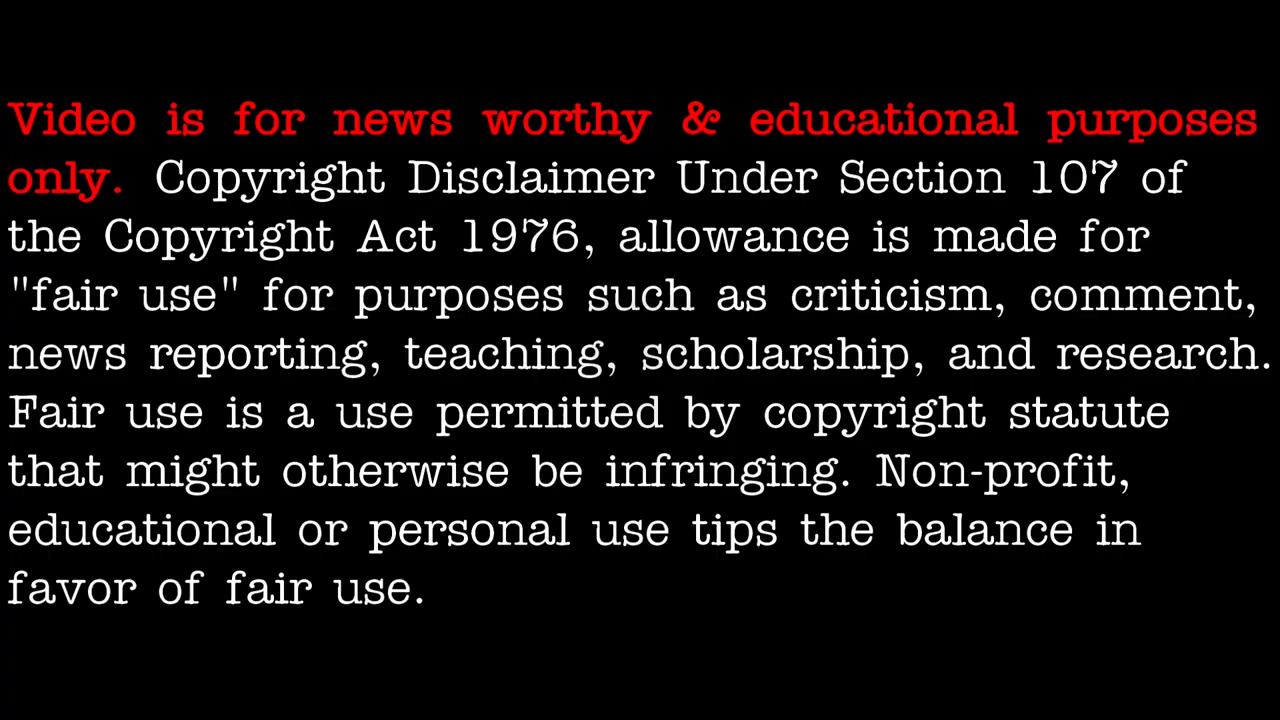 Video is for news worthy & educational purposes
only. Copyright Disclaimer Under Section 107 of
the Copyright Act 1976, allowance is made for
"fair use" for purposes such as criticism, comment,
news reporting, teaching, scholarship, and research.
Fair use is a use permitted by copyright statute
that might otherwise be infringing. Non-profit,
educational or personal use tips the balance in
favor of fair use.